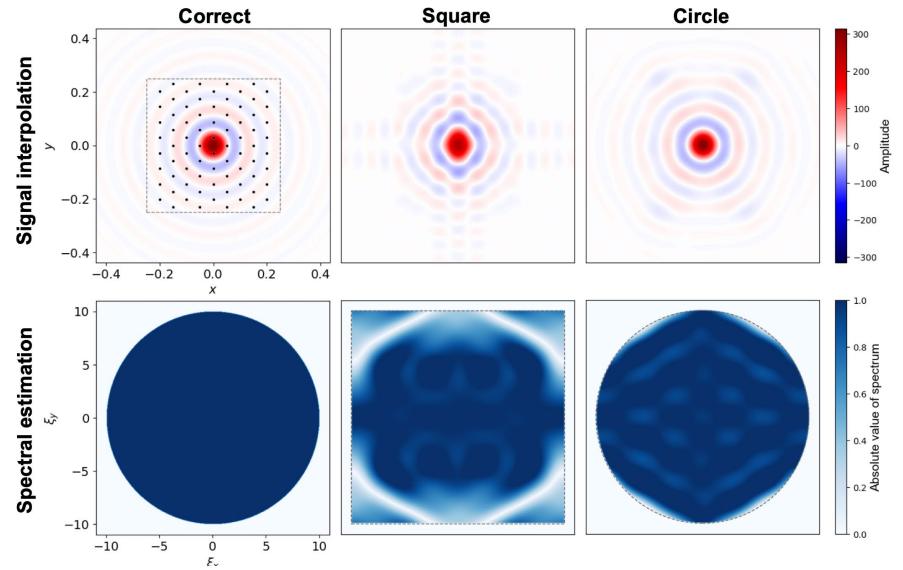 Correct Square Circle
Signal interpolation
0.4
0.2
0.0
−0.2
−0.4
y
−0.4 −0.2 0.0 0.2 0.4
x
300
200
100
0
−100
−200
−300
Amplitude
Spectral estimation
10
5
0
−5
−10
ξy
−10 −5 0 5 10
ξx
1.0
0.8
0.6
0.4
0.2
0.0
Absolute value of spectrum